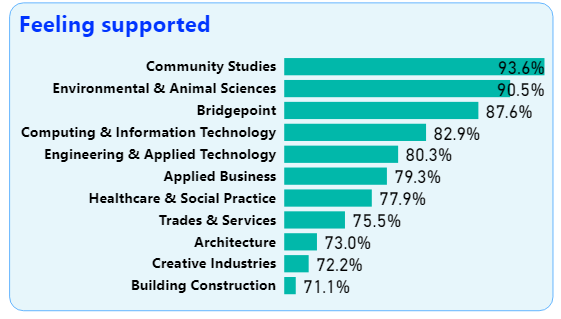 Feeling supported
Community Studies 93.6%
Environmental & Animal Sciences 90.5%
Bridgepoint 87.6%
Computing & Information Technology 82.9%
Engineering & Applied Technology 80.3%
Applied Business 79.3%
Healthcare & Social Practice 77.9%
Trades & Services 75.5%
Architecture 73.0%
Creative Industries 72.2%
Building Construction 71.1%